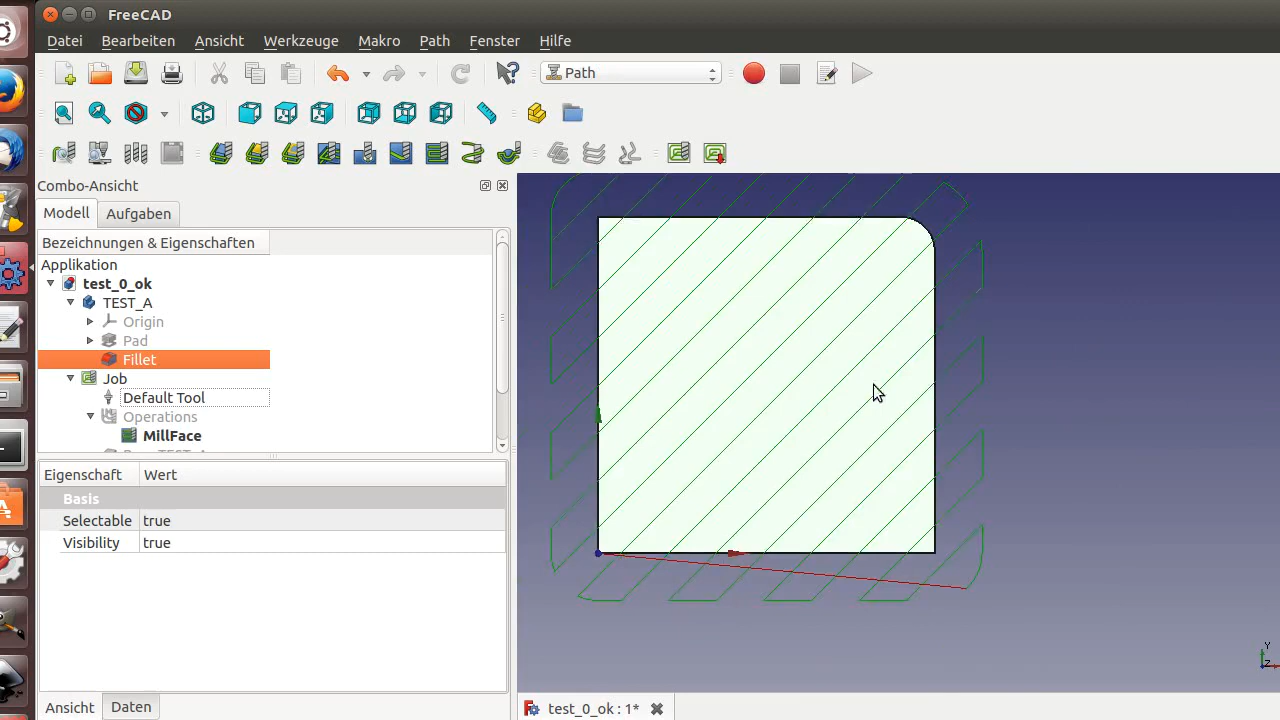 FreeCAD
Datei Bearbeiten Ansicht Werkzeuge Makro Path Fenster Hilfe
Path
Combo-Ansicht
Modell Aufgaben
Bezeichnungen & Eigenschaften
Applikation
test_0_ok
TEST_A
Origin
Pad
Fillet
Job
Default Tool
Operations
MillFace
Eigenschaft Wert
Basis
Selectable true
Visibility true
Ansicht Daten
test_0_ok : 1*
Y
Z